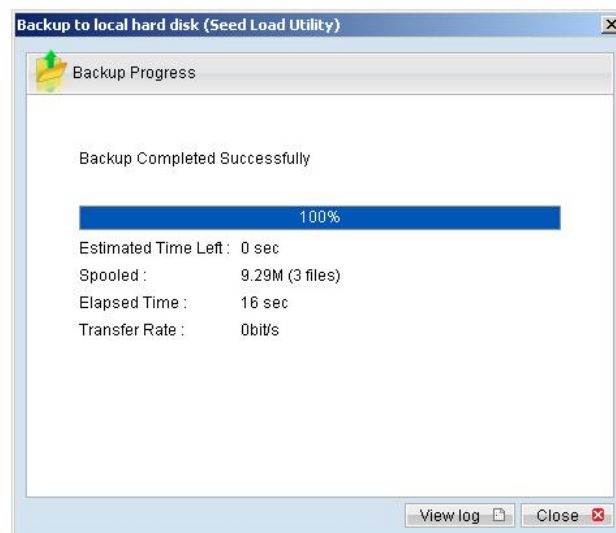 Backup to local hard disk (Seed Load Utility)
Backup Progress
Backup Completed Successfully
100%
Estimated Time Left : 0 sec
Spooled : 9.29M (3 files)
Elapsed Time : 16 sec
Transfer Rate : 0bit/s
View log Close